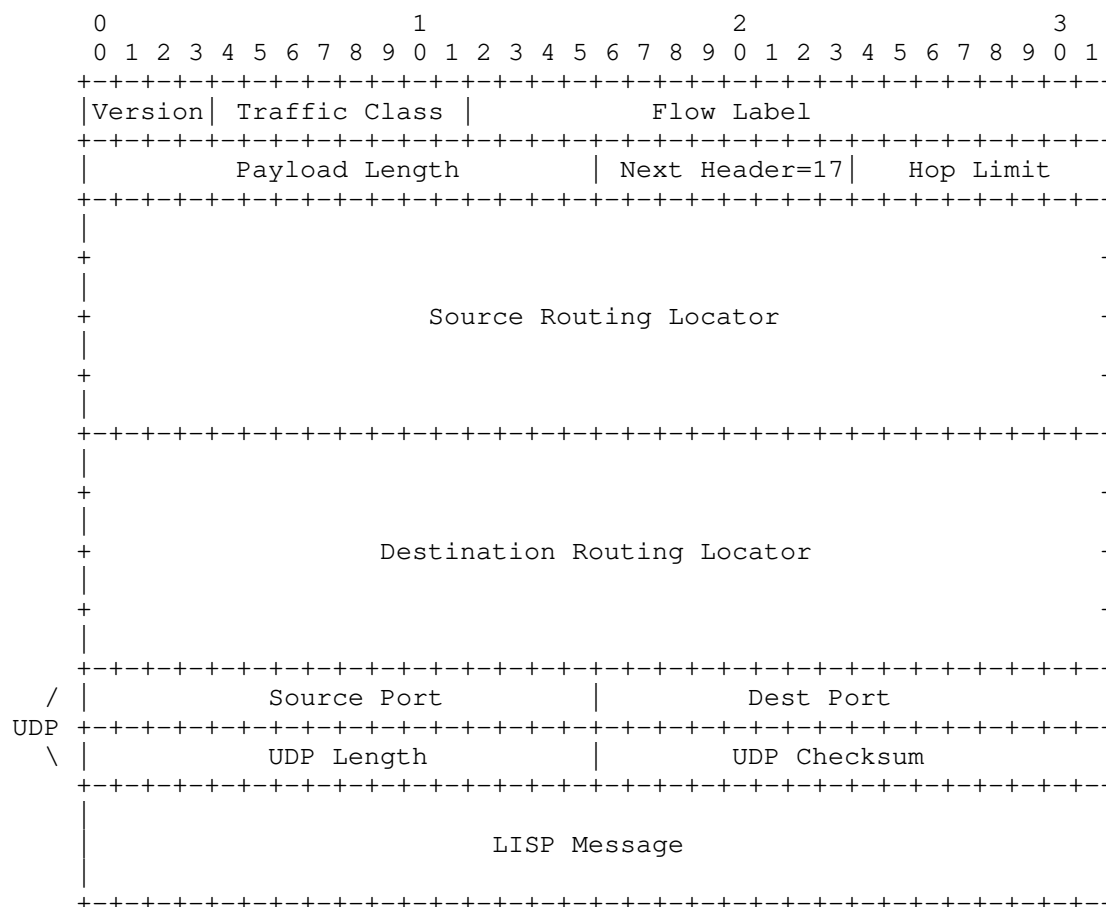 0                   1                   2                   3
 0 1 2 3 4 5 6 7 8 9 0 1 2 3 4 5 6 7 8 9 0 1 2 3 4 5 6 7 8 9 0 1
+-+-+-+-+-+-+-+-+-+-+-+-+-+-+-+-+-+-+-+-+-+-+-+-+-+-+-+-+-+-+-+-
|Version| Traffic Class |           Flow Label
+-+-+-+-+-+-+-+-+-+-+-+-+-+-+-+-+-+-+-+-+-+-+-+-+-+-+-+-+-+-+-+-
|         Payload Length        | Next Header=17|   Hop Limit
+-+-+-+-+-+-+-+-+-+-+-+-+-+-+-+-+-+-+-+-+-+-+-+-+-+-+-+-+-+-+-+-
|
+                                                               -
|
+                     Source Routing Locator                    -
|
+                                                               -
|
+-+-+-+-+-+-+-+-+-+-+-+-+-+-+-+-+-+-+-+-+-+-+-+-+-+-+-+-+-+-+-+-
|
+                                                               -
|
+                  Destination Routing Locator                  -
|
+                                                               -
|
+-+-+-+-+-+-+-+-+-+-+-+-+-+-+-+-+-+-+-+-+-+-+-+-+-+-+-+-+-+-+-+-
/ |           Source Port         |         Dest Port
UDP +-+-+-+-+-+-+-+-+-+-+-+-+-+-+-+-+-+-+-+-+-+-+-+-+-+-+-+-+-+-+-+-
\ |           UDP Length          |        UDP Checksum
+-+-+-+-+-+-+-+-+-+-+-+-+-+-+-+-+-+-+-+-+-+-+-+-+-+-+-+-+-+-+-+-
|
|                         LISP Message
|
+-+-+-+-+-+-+-+-+-+-+-+-+-+-+-+-+-+-+-+-+-+-+-+-+-+-+-+-+-+-+-+-